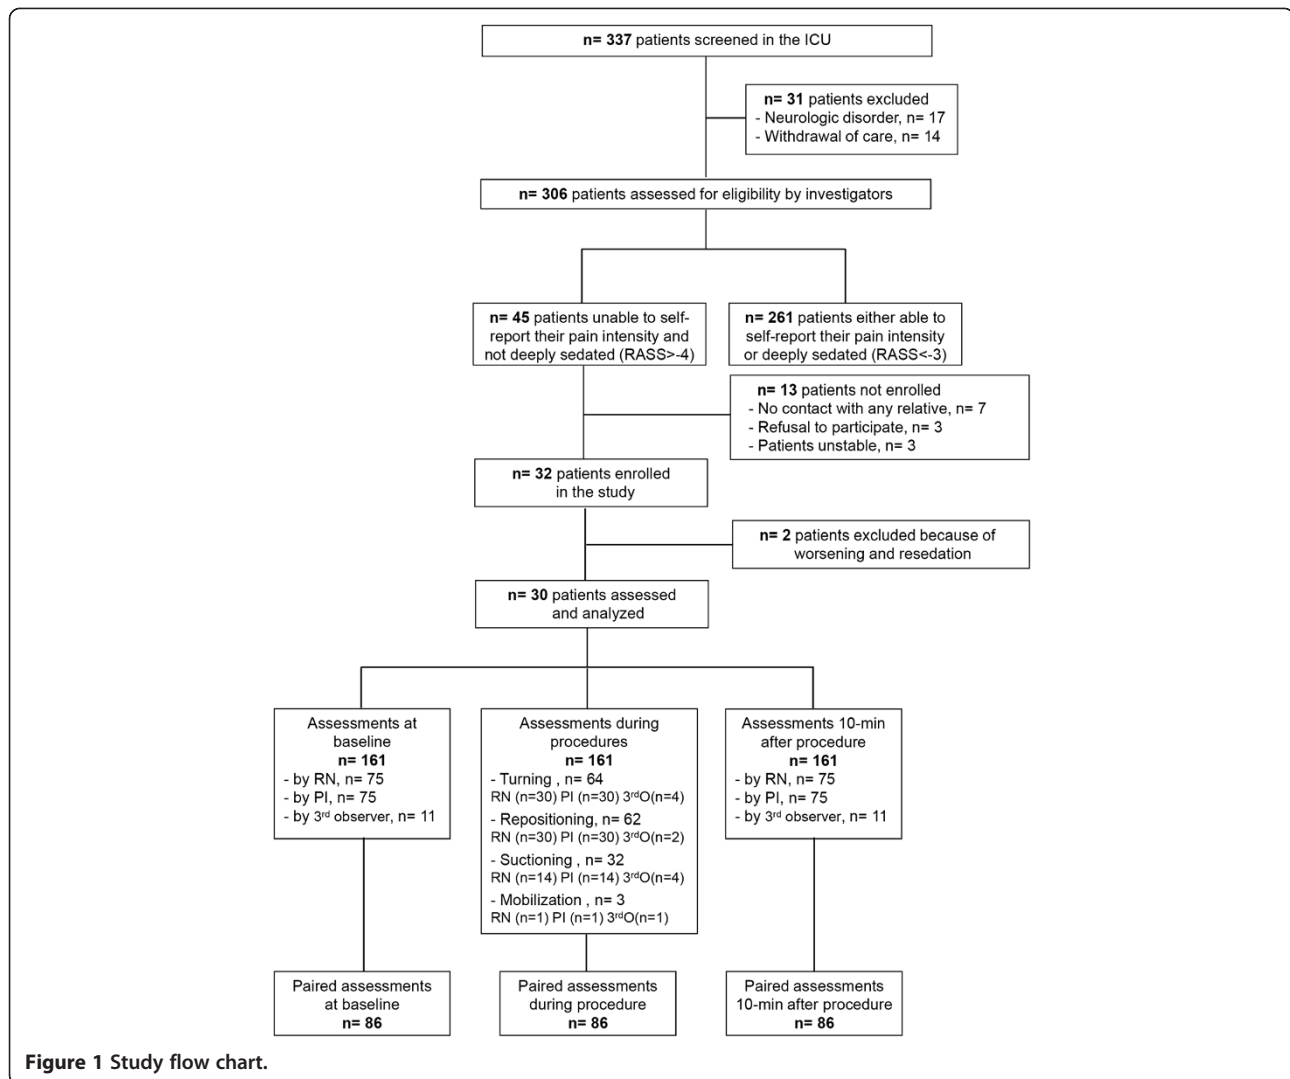 n= 337 patients screened in the ICU
n= 31 patients excluded
- Neurologic disorder, n= 17
- Withdrawal of care, n= 14
n= 306 patients assessed for eligibility by investigators
n= 45 patients unable to self-
report their pain intensity and
not deeply sedated (RASS>-4)
n= 261 patients either able to
self-report their pain intensity
or deeply sedated (RASS<-3)
n= 13 patients not enrolled
- No contact with any relative, n= 7
- Refusal to participate, n= 3
- Patients unstable, n= 3
n= 32 patients enrolled
in the study
n= 2 patients excluded because of
worsening and resedation
n= 30 patients assessed
and analyzed
Assessments at
baseline
n= 161
- by RN, n= 75
- by PI, n= 75
- by 3rd observer, n= 11
Assessments during
procedures
n= 161
- Turning , n= 64
RN (n=30) PI (n=30) 3rdO(n=4)
- Repositioning, n= 62
RN (n=30) PI (n=30) 3rdO(n=2)
- Suctioning , n= 32
RN (n=14) PI (n=14) 3rdO(n=4)
- Mobilization , n= 3
RN (n=1) PI (n=1) 3rdO(n=1)
Assessments 10-min
after procedure
n= 161
- by RN, n= 75
- by PI, n= 75
- by 3rd observer, n= 11
Paired assessments
at baseline
n= 86
Paired assessments
during procedure
n= 86
Paired assessments
10-min after procedure
n= 86
Figure 1 Study flow chart.